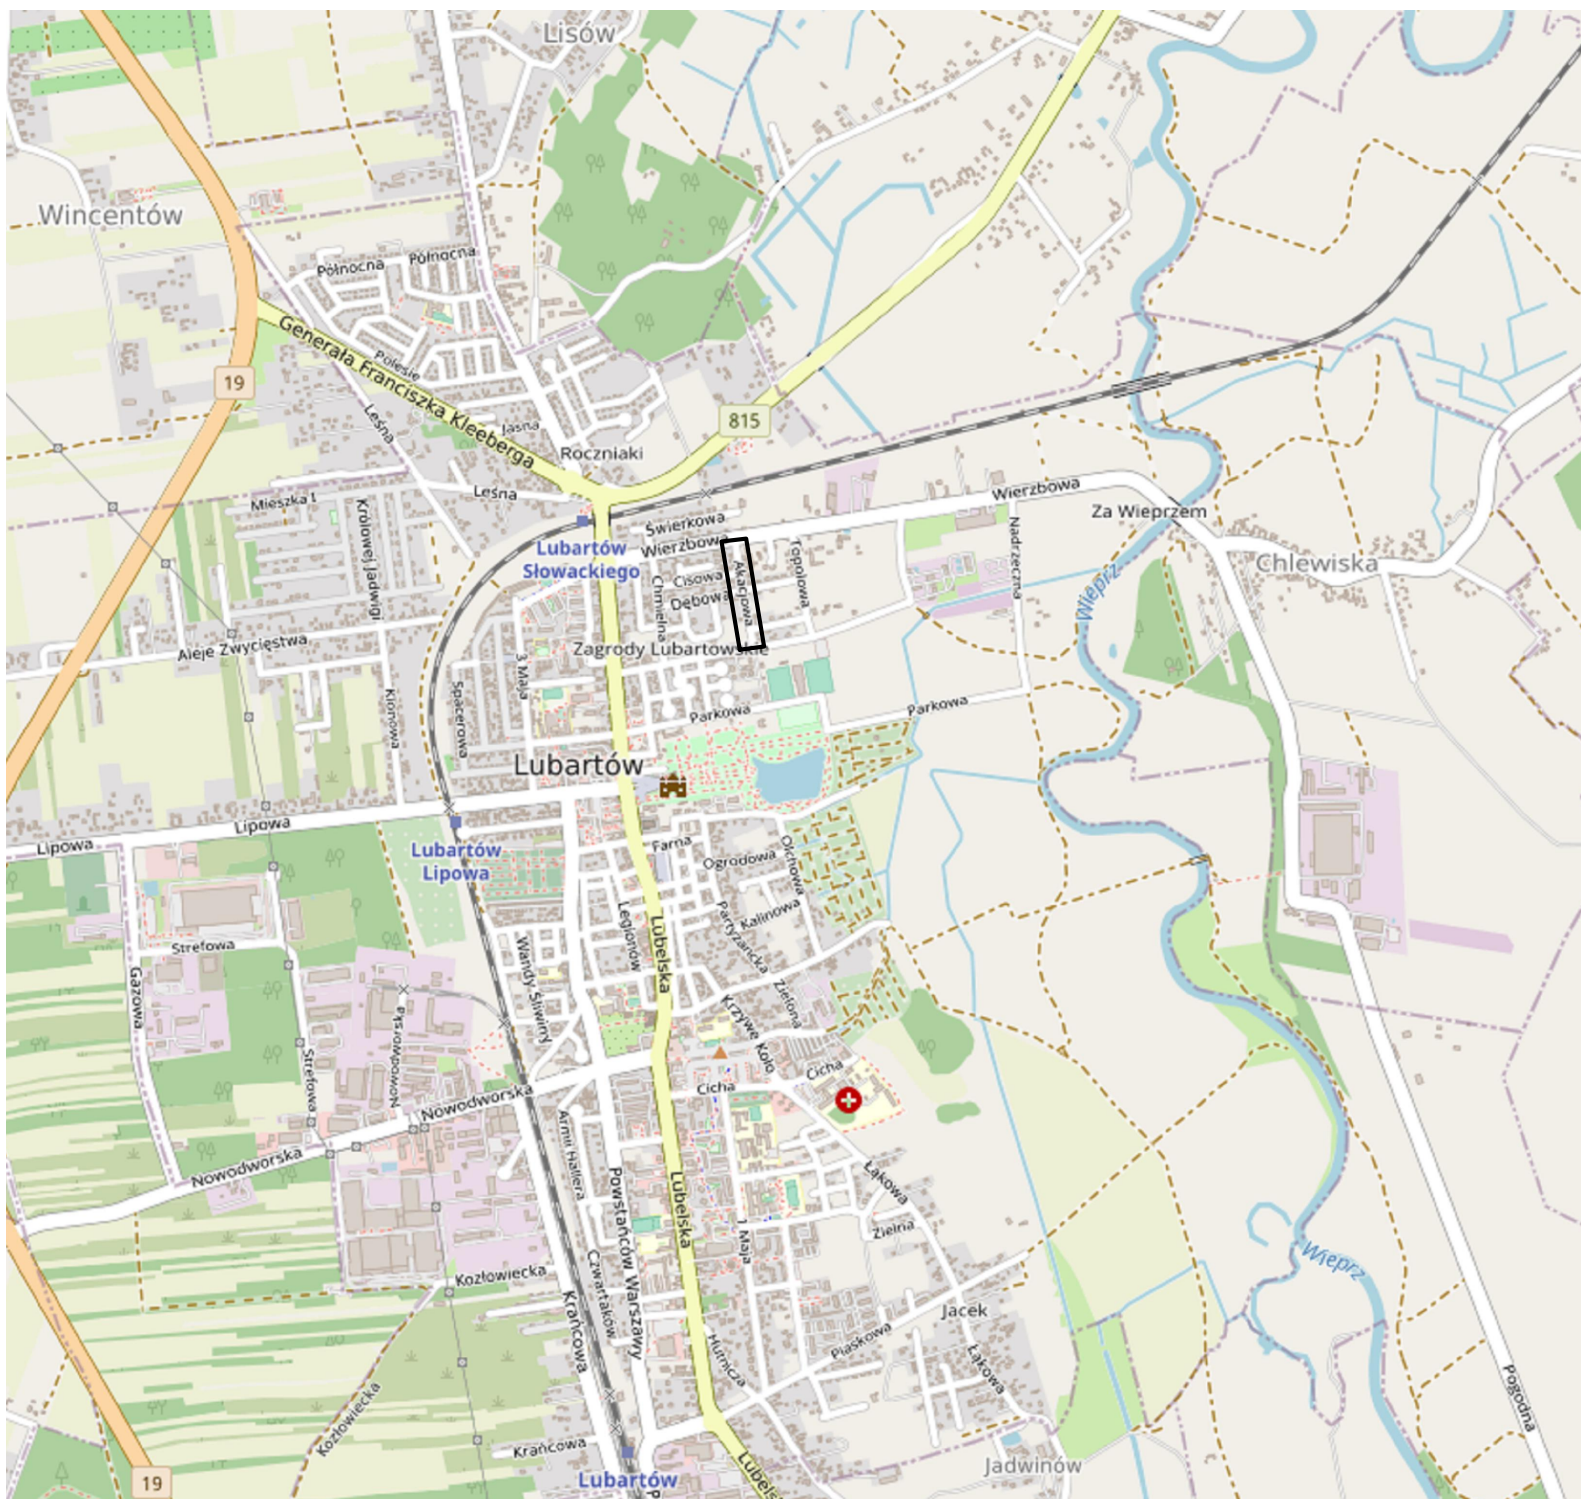 Lisów
Wincentów
Północna
Północna
Generała Franciszka Kleeberga
Polesie
19
Leśna
Jasna
815
Roczniaki
Leśna
Mieszka I
Królowej Jadwigi
Świerkowa
Wierzbowa
Wierzbowa
Za Wieprzem
Nadrzeczna
Chlewiska
Lubartów
Słowackiego
Topolowa
Akacjowa
Cisowa
Chmielna
Dębowa
Wieprz
Aleje Zwycięstwa
Zagrody Lubartowskie
3 Maja
Spacerowa
Klonowa
Parkowa
Parkowa
Lubartów
Lipowa
Lipowa
Lubartów
Lipowa
Farna
Ogrodowa
Olchowa
Kalinowa
Partyzancka
Legionów
Lubelska
Strefowa
Gazowa
Wandy Śliwiny
Zielona
Krzywe Koło
Nowodworska
Strefowa
Cicha
Cicha
Nowodworska
Nowodworska
Armii Hallera
Powstańców Warszawy
Lubelska
Łąkowa
Zielna
1 Maja
Wieprz
Kozłowiecka
Czwartaków
Krańcowa
Jacek
Piaskowa
Hutnicza
Łąkowa
Pogodna
Kozłowiecka
Krańcowa
Jadwinów
19
Lubartów
Lubelsk